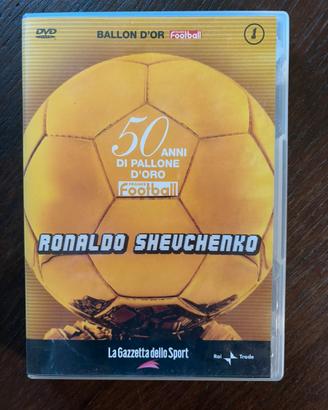 DVD
BALLON D'OR FRANCE Football
1
50 ANNI
DI PALLONE
D'ORO
FRANCE Football
RONALDO SHEVCHENKO
La Gazzetta dello Sport
Rai Trade